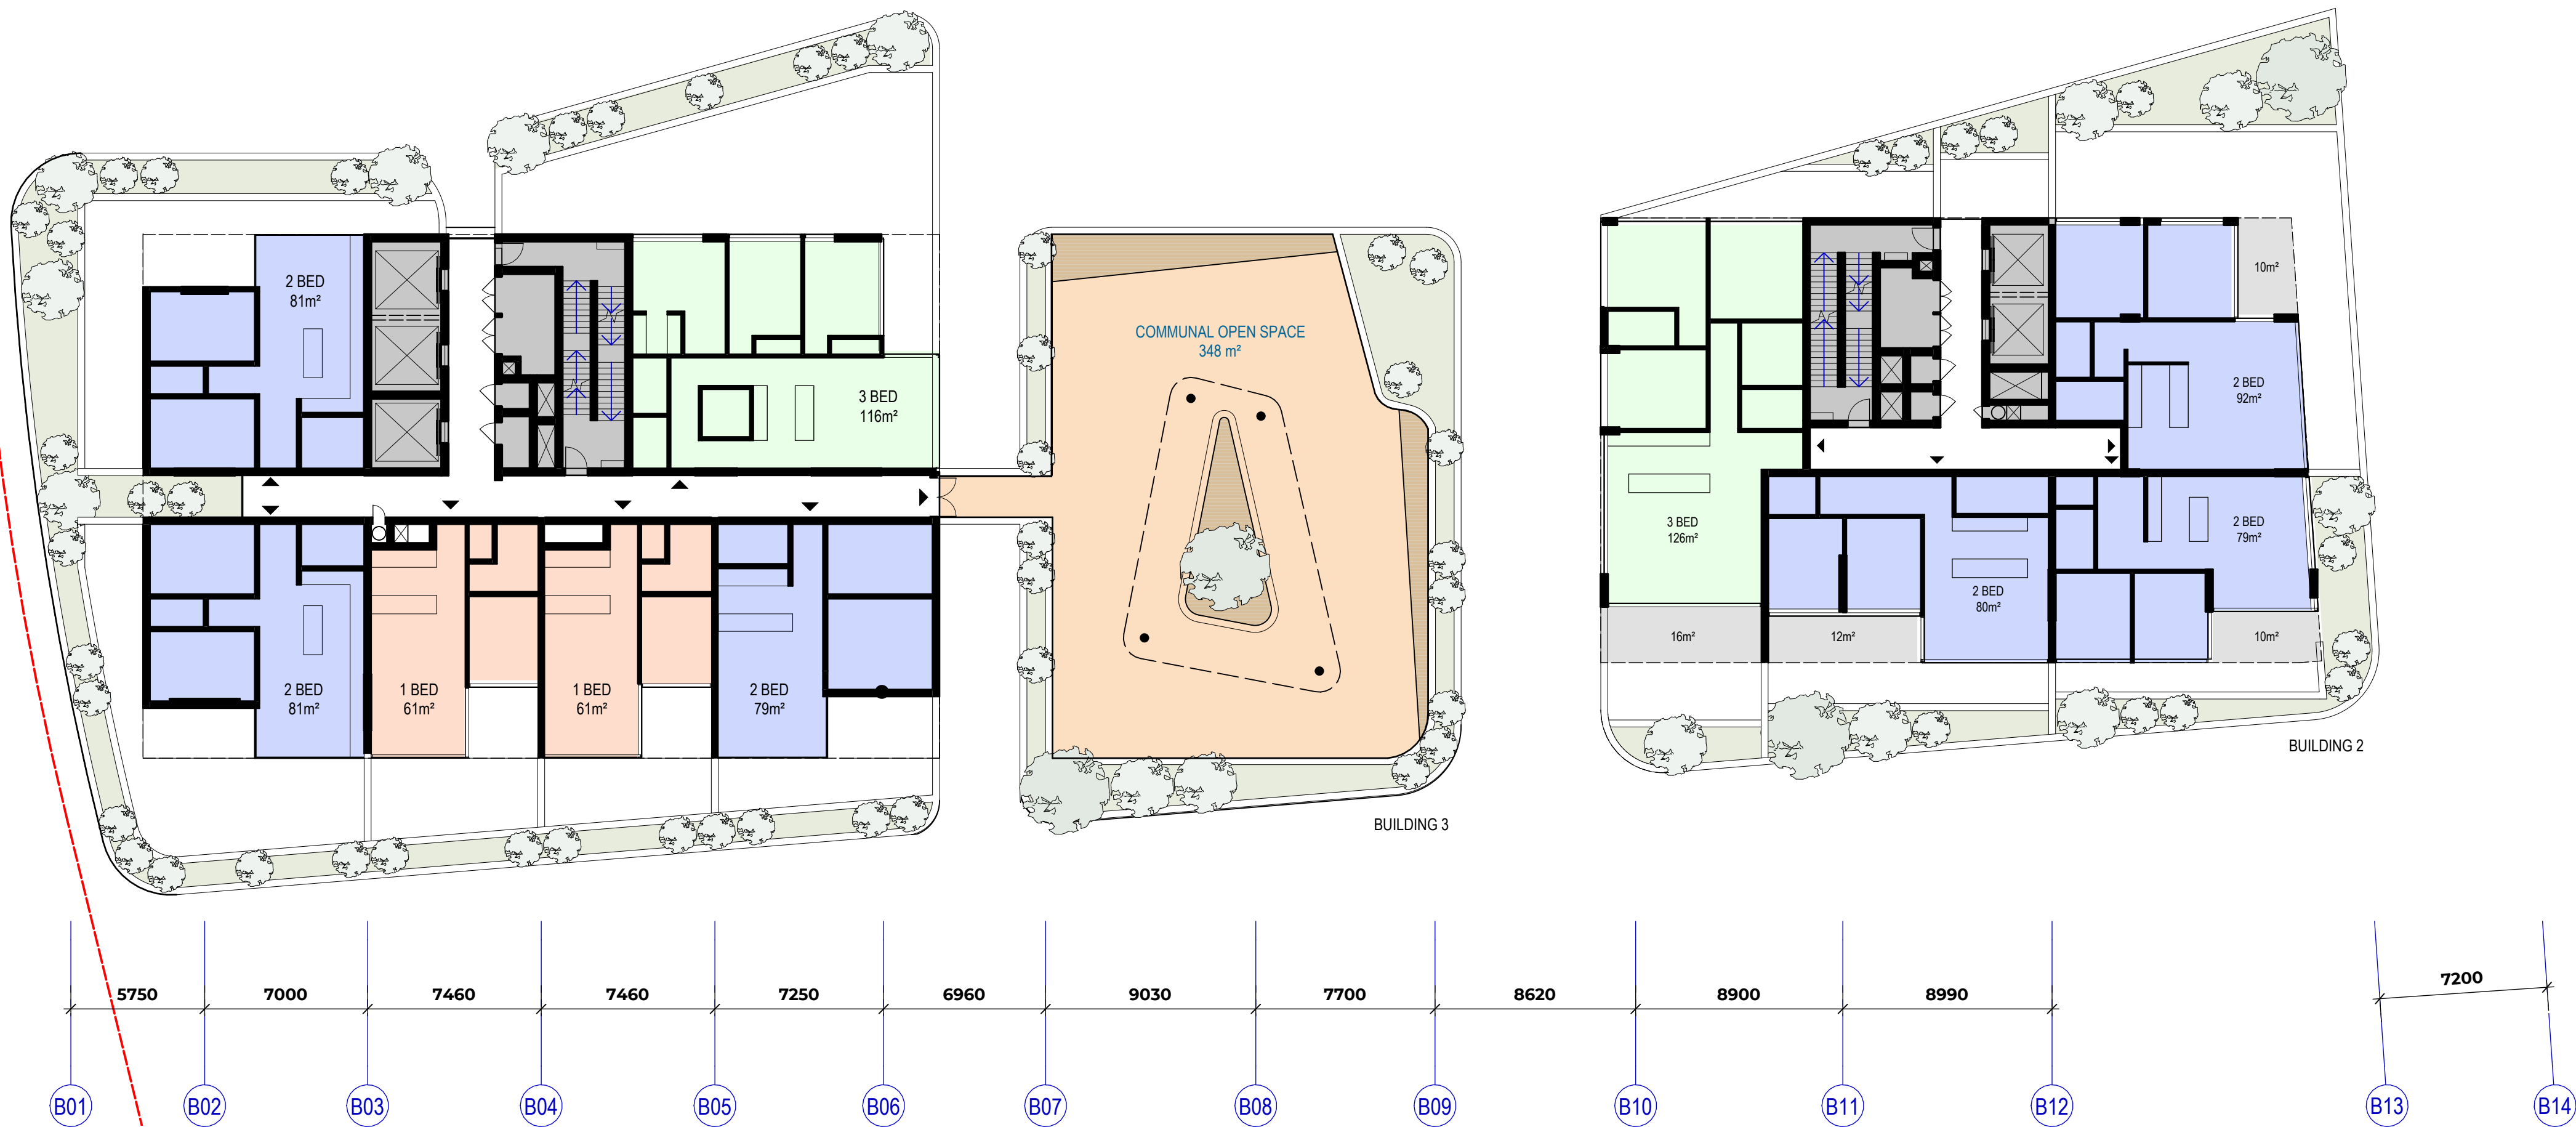 2 BED
81m²
3 BED
116m²
2 BED
81m²
1 BED
61m²
1 BED
61m²
2 BED
79m²
COMMUNAL OPEN SPACE
348 m²
BUILDING 3
10m²
2 BED
92m²
3 BED
126m²
2 BED
80m²
2 BED
79m²
16m²
12m²
10m²
BUILDING 2
5750
7000
7460
7460
7250
6960
9030
7700
8620
8900
8990
7200
B01
B02
B03
B04
B05
B06
B07
B08
B09
B10
B11
B12
B13
B14